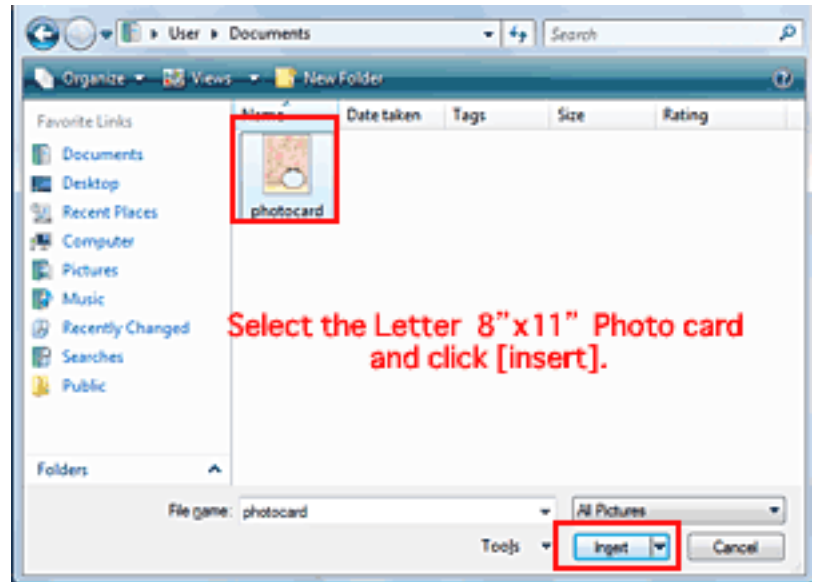 User ▸ Documents
Search
Organize Views New Folder
Favorite Links
Name Date taken Tags Size Rating
Documents
Desktop
Recent Places
Computer
Pictures
Music
Recently Changed
Searches
Public
photocard
Select the Letter 8”x11” Photo card
and click [insert].
Folders
File name: photocard
All Pictures
Tools Insert Cancel